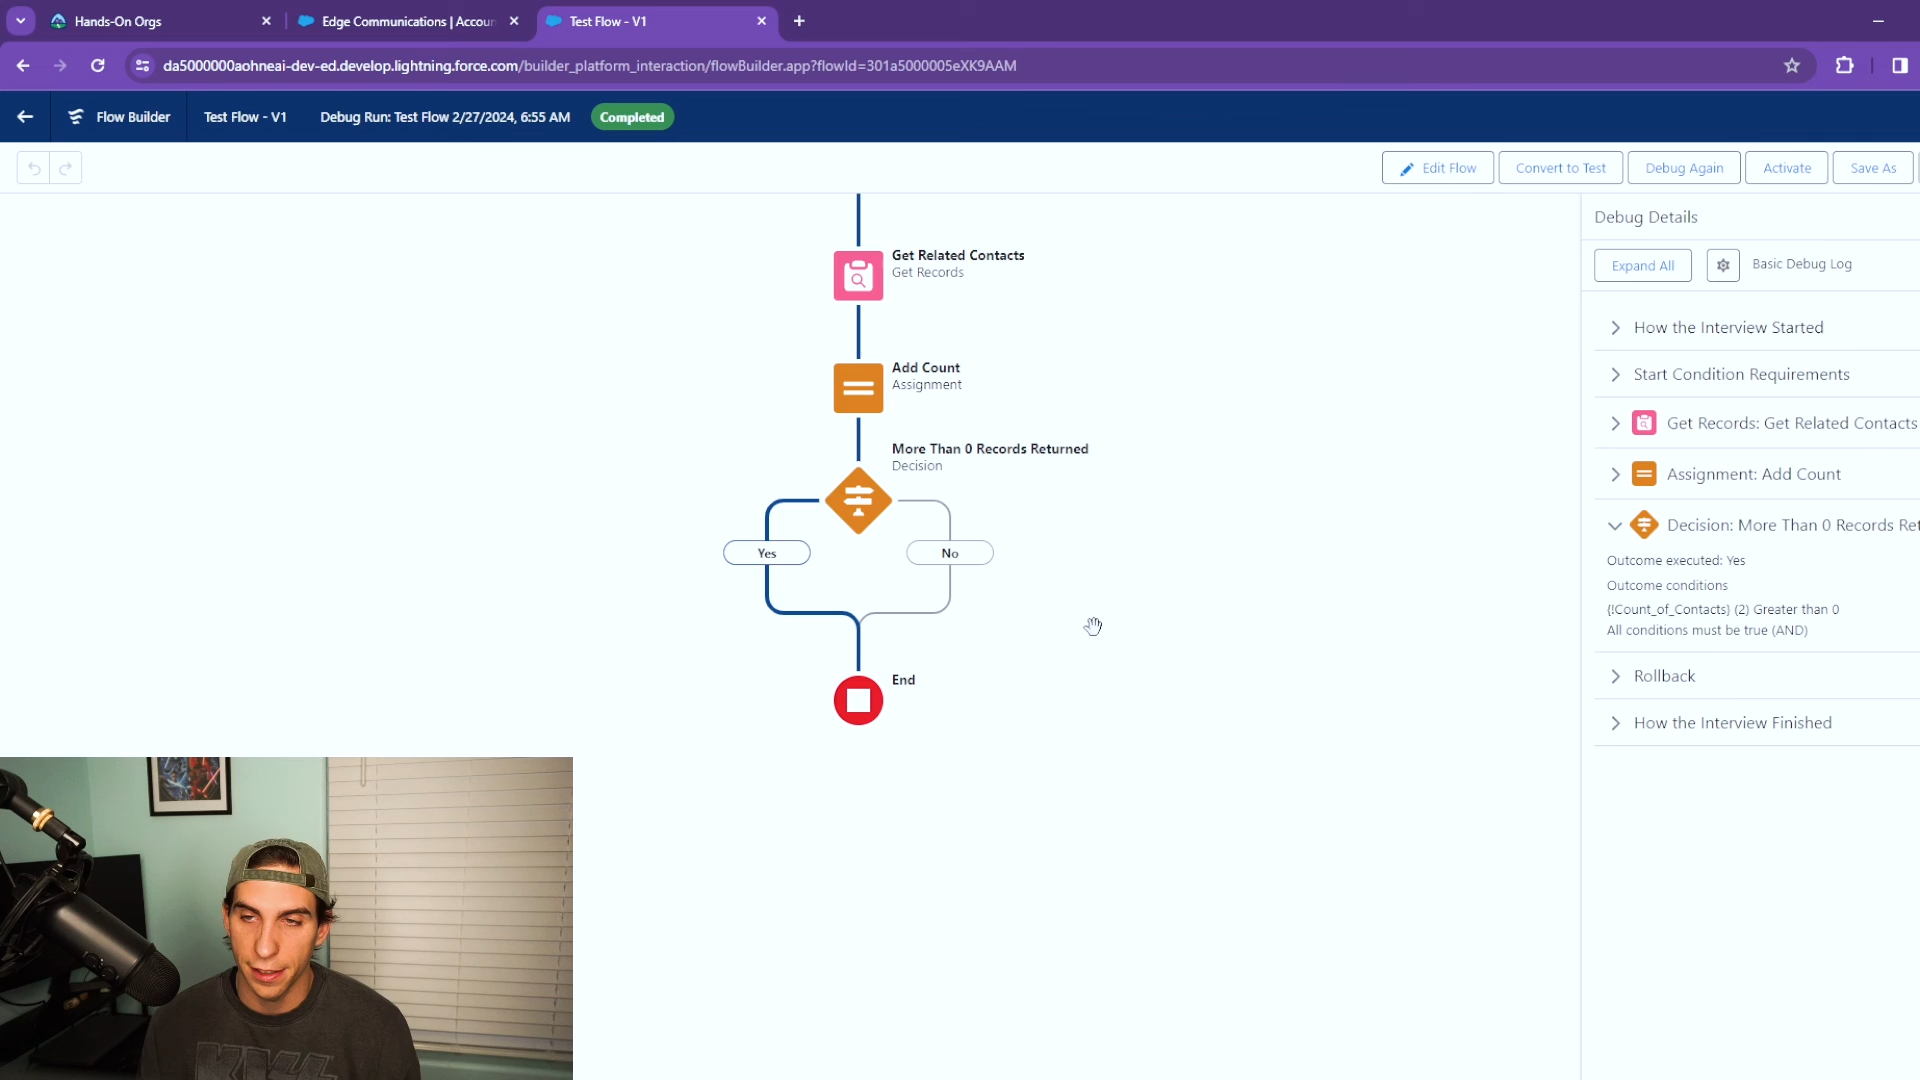 Hands-On Orgs
Edge Communications | Accoun
Test Flow - V1
da5000000aohneai-dev-ed.develop.lightning.force.com/builder_platform_interaction/flowBuilder.app?flowId=301a5000005eXK9AAM
Flow Builder
Test Flow - V1
Debug Run: Test Flow 2/27/2024, 6:55 AM
Completed
Edit Flow
Convert to Test
Debug Again
Activate
Save As
Get Related Contacts
Get Records
Add Count
Assignment
More Than 0 Records Returned
Decision
Yes
No
End
Debug Details
Expand All
Basic Debug Log
How the Interview Started
Start Condition Requirements
Get Records: Get Related Contacts
Assignment: Add Count
Decision: More Than 0 Records Ret
Outcome executed: Yes
Outcome conditions
{!Count_of_Contacts} (2) Greater than 0
All conditions must be true (AND)
Rollback
How the Interview Finished